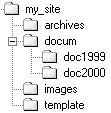 my_site
archives
docum
doc1999
doc2000
images
template